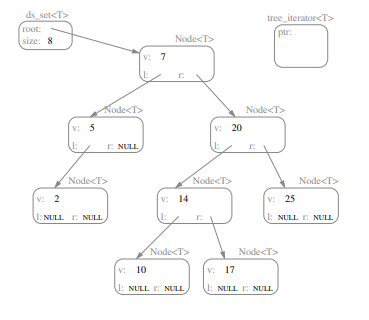 ds_set<T>
root:
size: 8
tree_iterator<T>
ptr:
Node<T>
v: 7
l: r:
Node<T>
v: 5
l: r: NULL
Node<T>
v: 20
l: r:
Node<T>
v: 2
l: NULL r: NULL
Node<T>
v: 14
l: r:
Node<T>
v: 25
l: NULL r: NULL
Node<T>
v: 10
l: NULL r: NULL
Node<T>
v: 17
l: NULL r: NULL